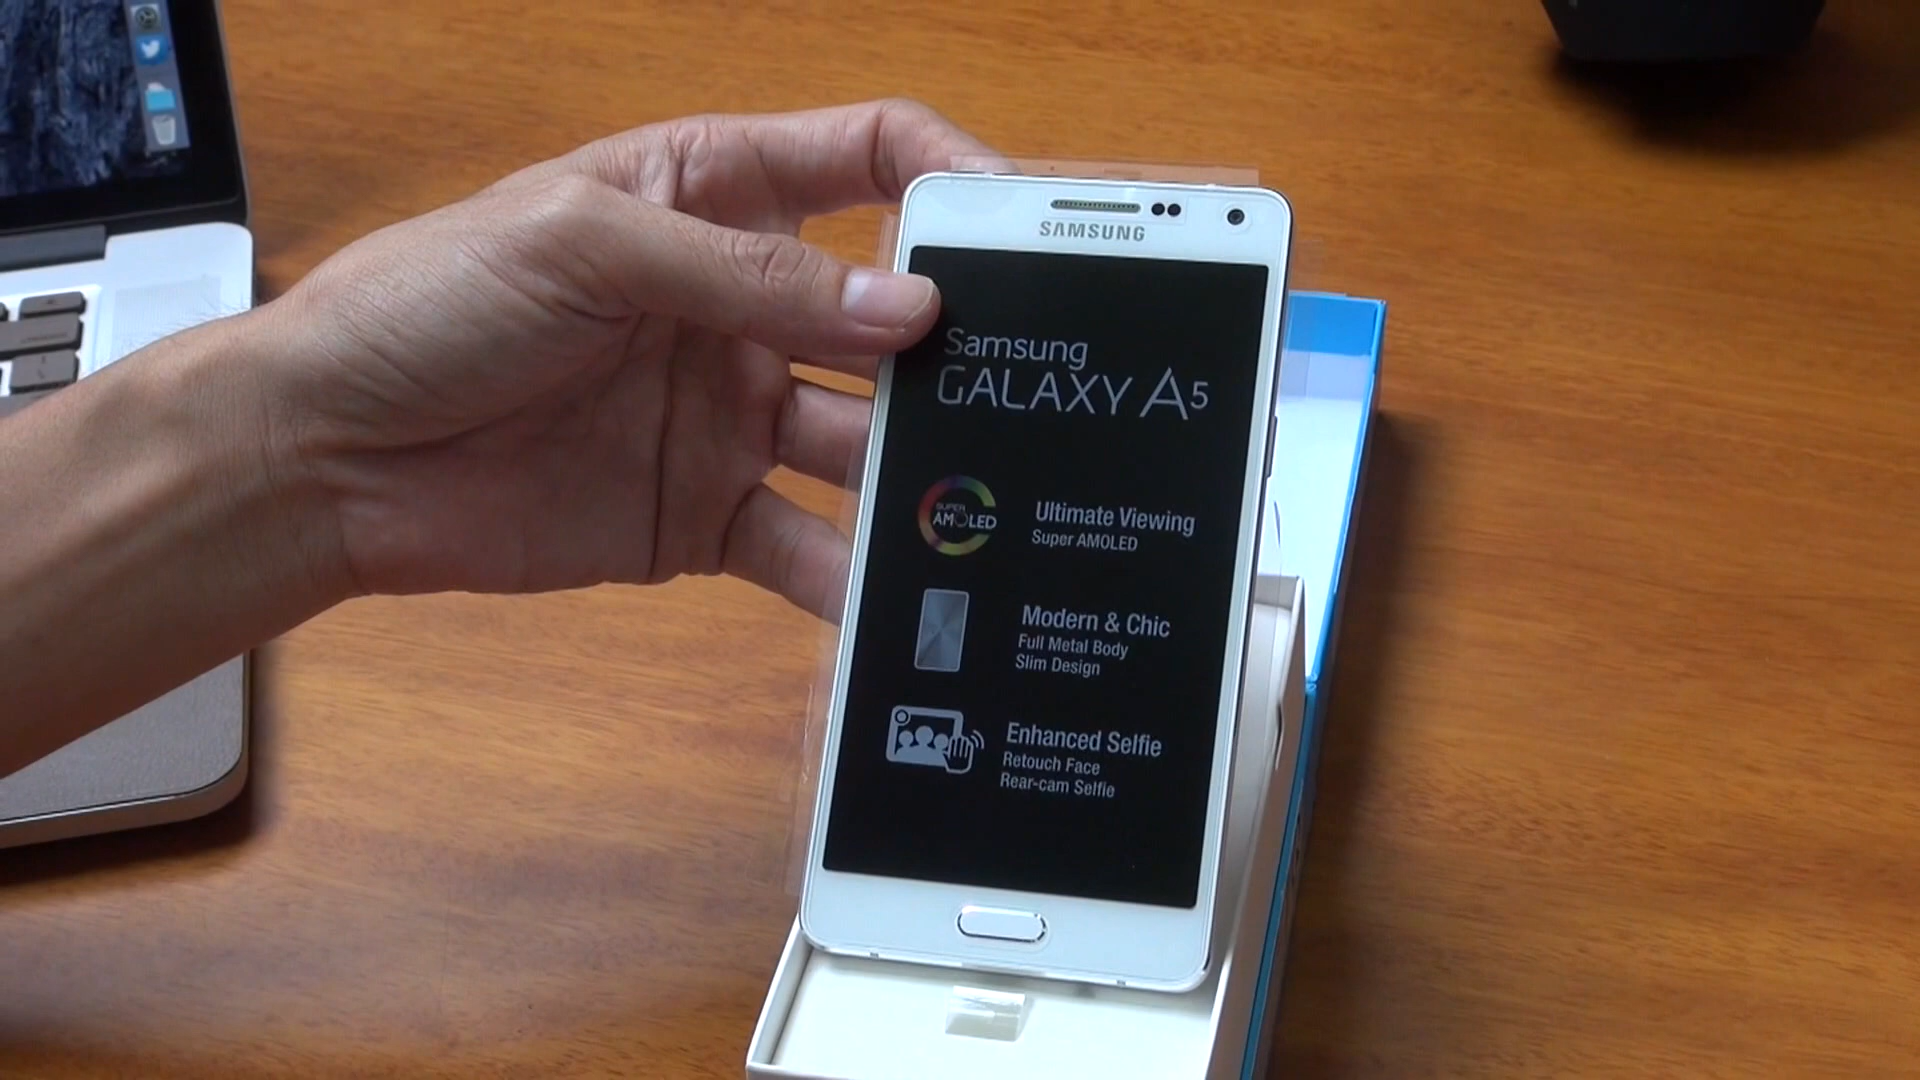 SAMSUNG
Samsung
GALAXY A5
SUPER
AMOLED
Ultimate Viewing
Super AMOLED
Modern & Chic
Full Metal Body
Slim Design
Enhanced Selfie
Retouch Face
Rear-cam Selfie